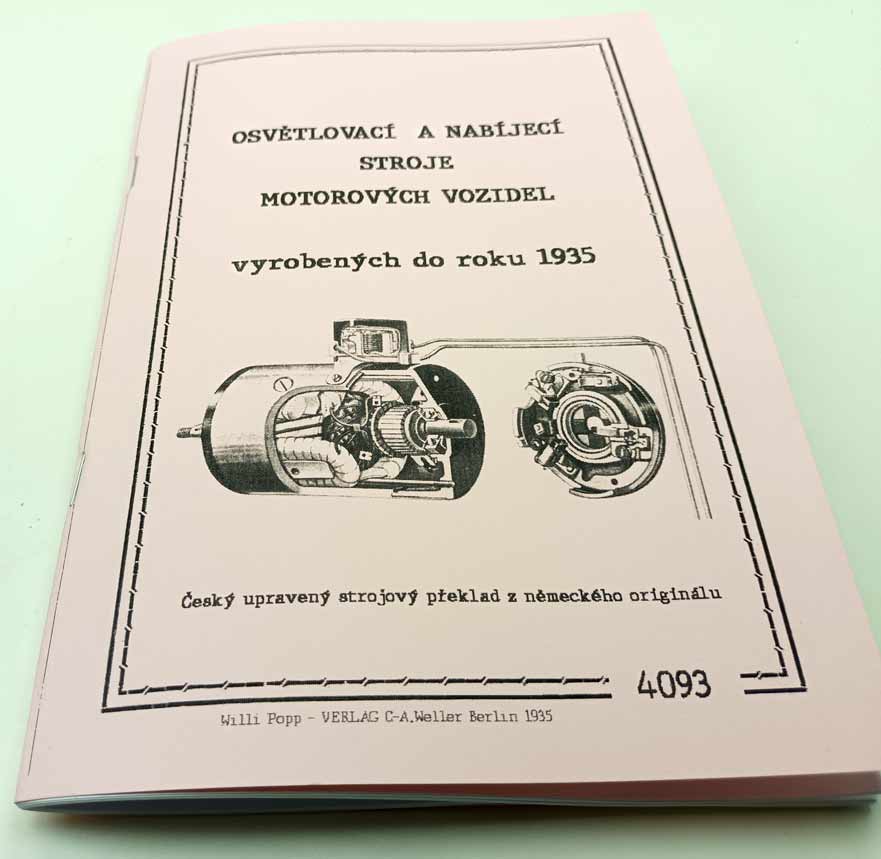 OSVĚTLOVACÍ A NABÍJECÍ
STROJE
MOTOROVÝCH VOZIDEL
vyrobených do roku 1935
Český upravený strojový překlad z německého originálu
4093
Willi Popp - VERLAG C-A.Weller Berlin 1935